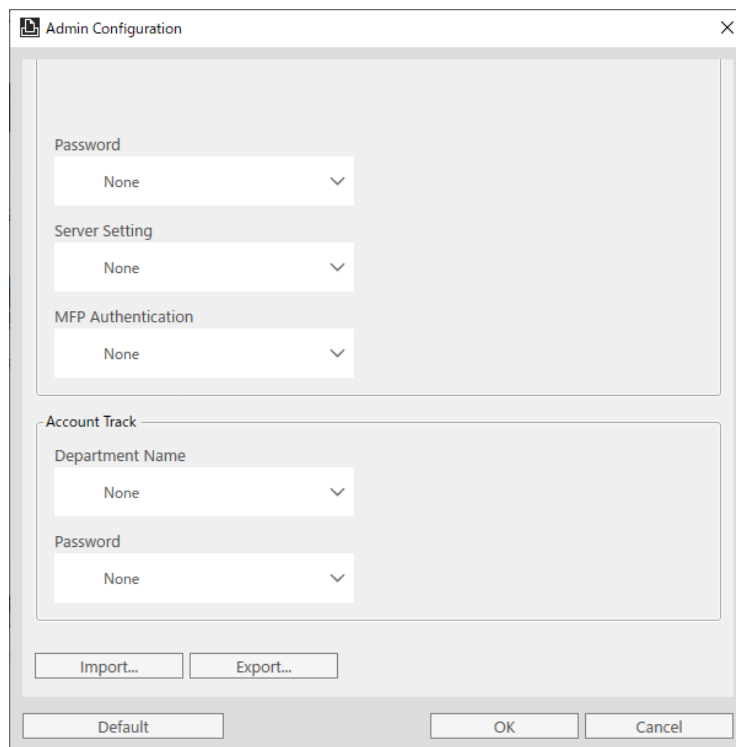 Admin Configuration
Password
None
Server Setting
None
MFP Authentication
None
Account Track
Department Name
None
Password
None
Import... Export...
Default OK Cancel